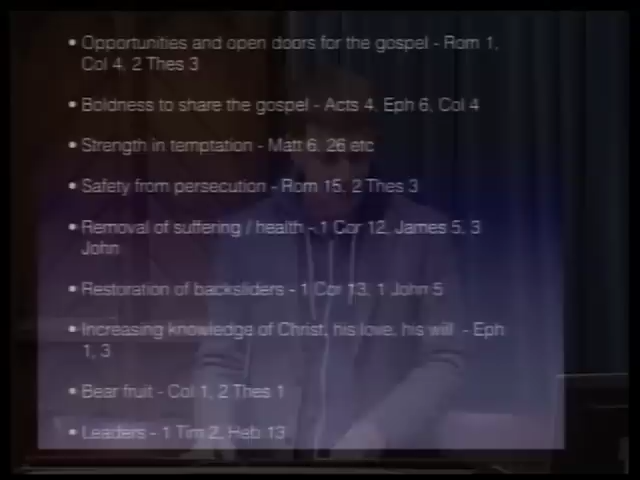 • Opportunities and open doors for the gospel - Rom 1,
Col 4, 2 Thes 3
• Boldness to share the gospel - Acts 4, Eph 6, Col 4
• Strength in temptation - Matt 6, 26 etc
• Safety from persecution - Rom 15, 2 Thes 3
• Removal of suffering / health - 1 Cor 12, James 5, 3
John
• Restoration of backsliders - 1 Cor 13, 1 John 5
• Increasing knowledge of Christ, his love, his will - Eph
1, 3
• Bear fruit - Col 1, 2 Thes 1
• Leaders - 1 Tim 2, Heb 13